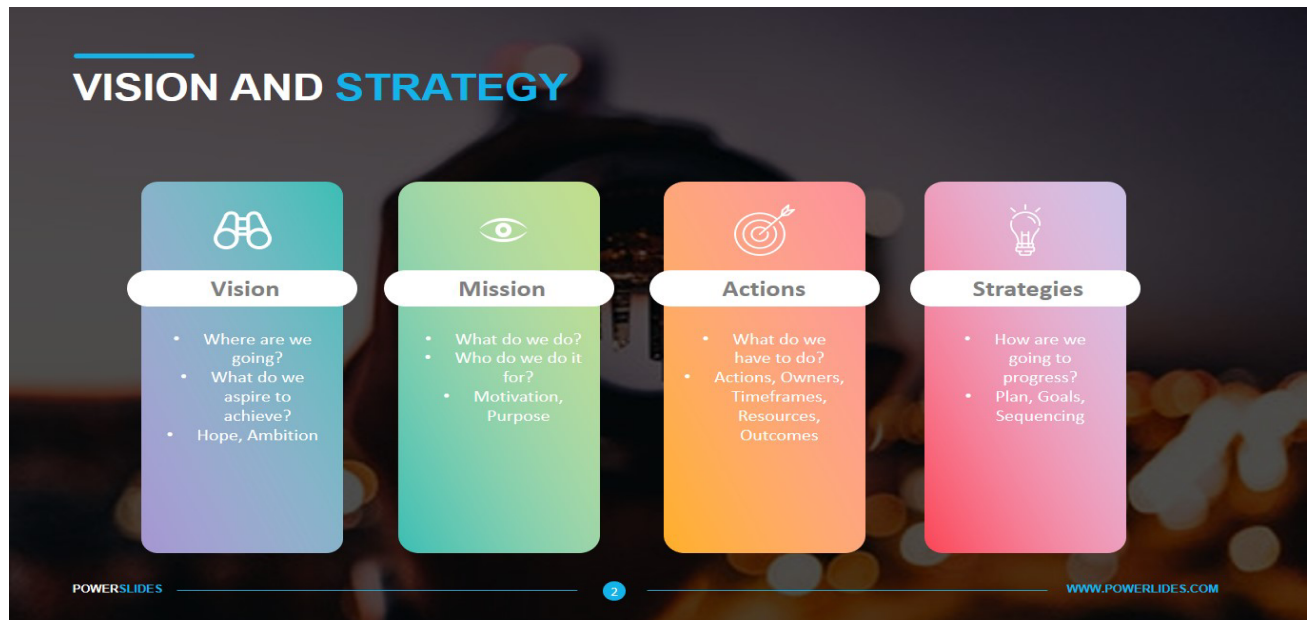 VISION AND STRATEGY
Vision
• Where are we
going?
• What do we
aspire to
achieve?
• Hope, Ambition
Mission
• What do we do?
• Who do we do it
for?
• Motivation,
Purpose
Actions
• What do we
have to do?
• Actions, Owners,
Timeframes,
Resources,
Outcomes
Strategies
• How are we
going to
progress?
• Plan, Goals,
Sequencing
POWERSLIDES
2
WWW.POWERLIDES.COM